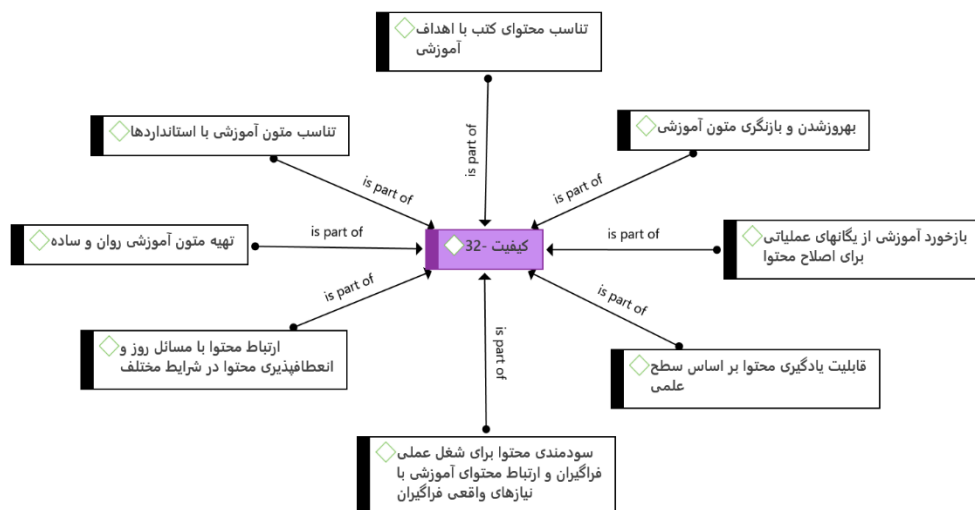 تناسب محتوای کتب با اهداف
آموزشی
بهروزشدن و بازنگری متون آموزشی
تناسب متون آموزشی با استانداردها
is part of
is part of
is part of
بازخورد آموزشی از یگانهای عملیاتی
برای اصلاح محتوا
is part of
32- کیفیت
is part of
تهیه متون آموزشی روان و ساده
is part of
is part of
is part of
ارتباط محتوا با مسائل روز و
انعطافپذیری محتوا در شرایط مختلف
قابلیت یادگیری محتوا بر اساس سطح
علمی
سودمندی محتوا برای شغل عملی
فراگیران و ارتباط محتوای آموزشی با
نیازهای واقعی فراگیران